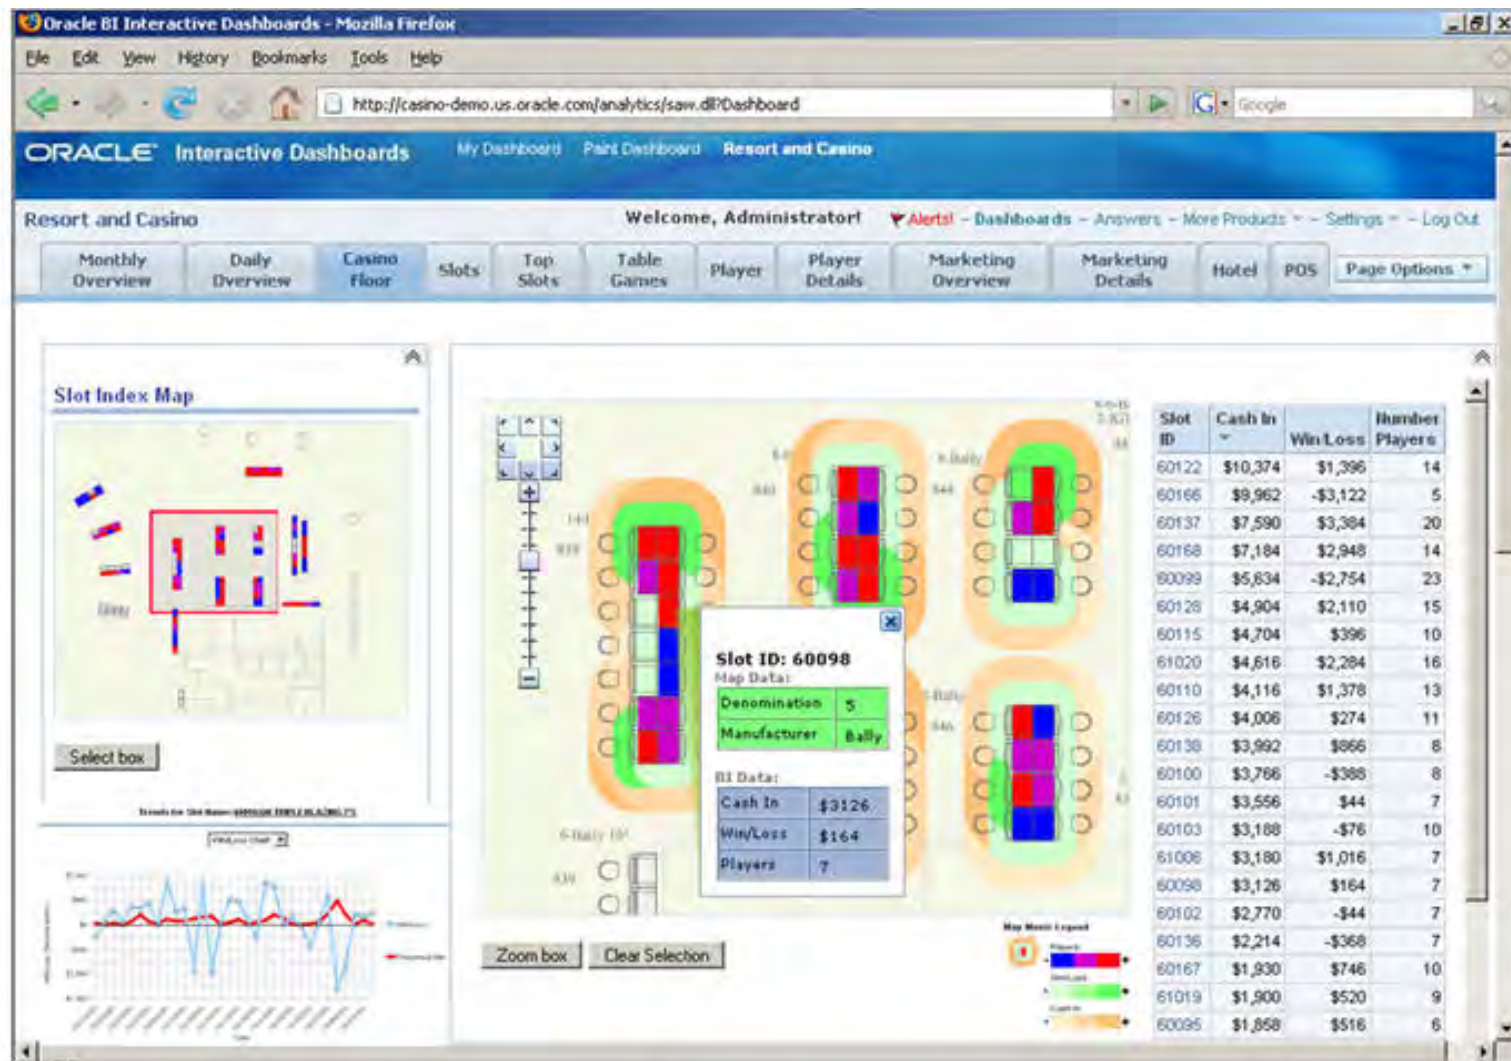 Oracle BI Interactive Dashboards - Mozilla Firefox
File Edit View History Bookmarks Tools Help
http://casino-demo.us.oracle.com/analytics/saw.dll?Dashboard
Google
ORACLE Interactive Dashboards My Dashboard Paint Dashboard Resort and Casino
Resort and Casino Welcome, Administrator! Alerts! - Dashboards - Answers - More Products - Settings - Log Out
Monthly Overview Daily Overview Casino Floor Slots Top Slots Table Games Player Player Details Marketing Overview Marketing Details Hotel POS Page Options
Slot Index Map
Select box
Slot ID: 60098
Map Data:
Denomination 5
Manufacturer Bally
BI Data:
Cash In $3126
Win/Loss $164
Players 7
Zoom box Clear Selection
Map Music Legend
Slot ID Cash In Win/Loss Number Players
60122 $10,374 $1,396 14
60166 $9,962 -$3,122 5
60137 $7,590 $3,384 20
60168 $7,184 $2,948 14
60099 $5,634 -$2,754 23
60128 $4,904 $2,110 15
60115 $4,704 $396 10
61020 $4,616 $2,284 16
60110 $4,116 $1,378 13
60126 $4,006 $274 11
60138 $3,992 $866 8
60100 $3,766 -$388 8
60101 $3,556 $44 7
60103 $3,188 -$76 10
61006 $3,180 $1,016 7
60098 $3,126 $164 7
60102 $2,770 -$44 7
60136 $2,214 -$368 7
60167 $1,930 $746 10
61019 $1,900 $520 9
60095 $1,858 $516 6